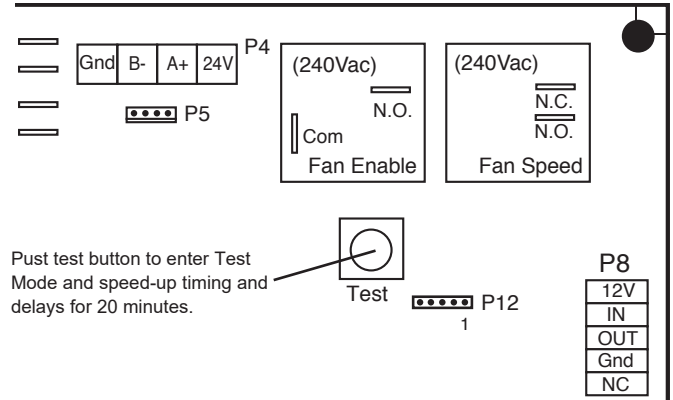 Gnd B- A+ 24V P4
P5
(240Vac)
N.O.
Com
Fan Enable
(240Vac)
N.C.
N.O.
Fan Speed
Pust test button to enter Test
Mode and speed-up timing and
delays for 20 minutes.
Test
P12
1
P8
12V
IN
OUT
Gnd
NC